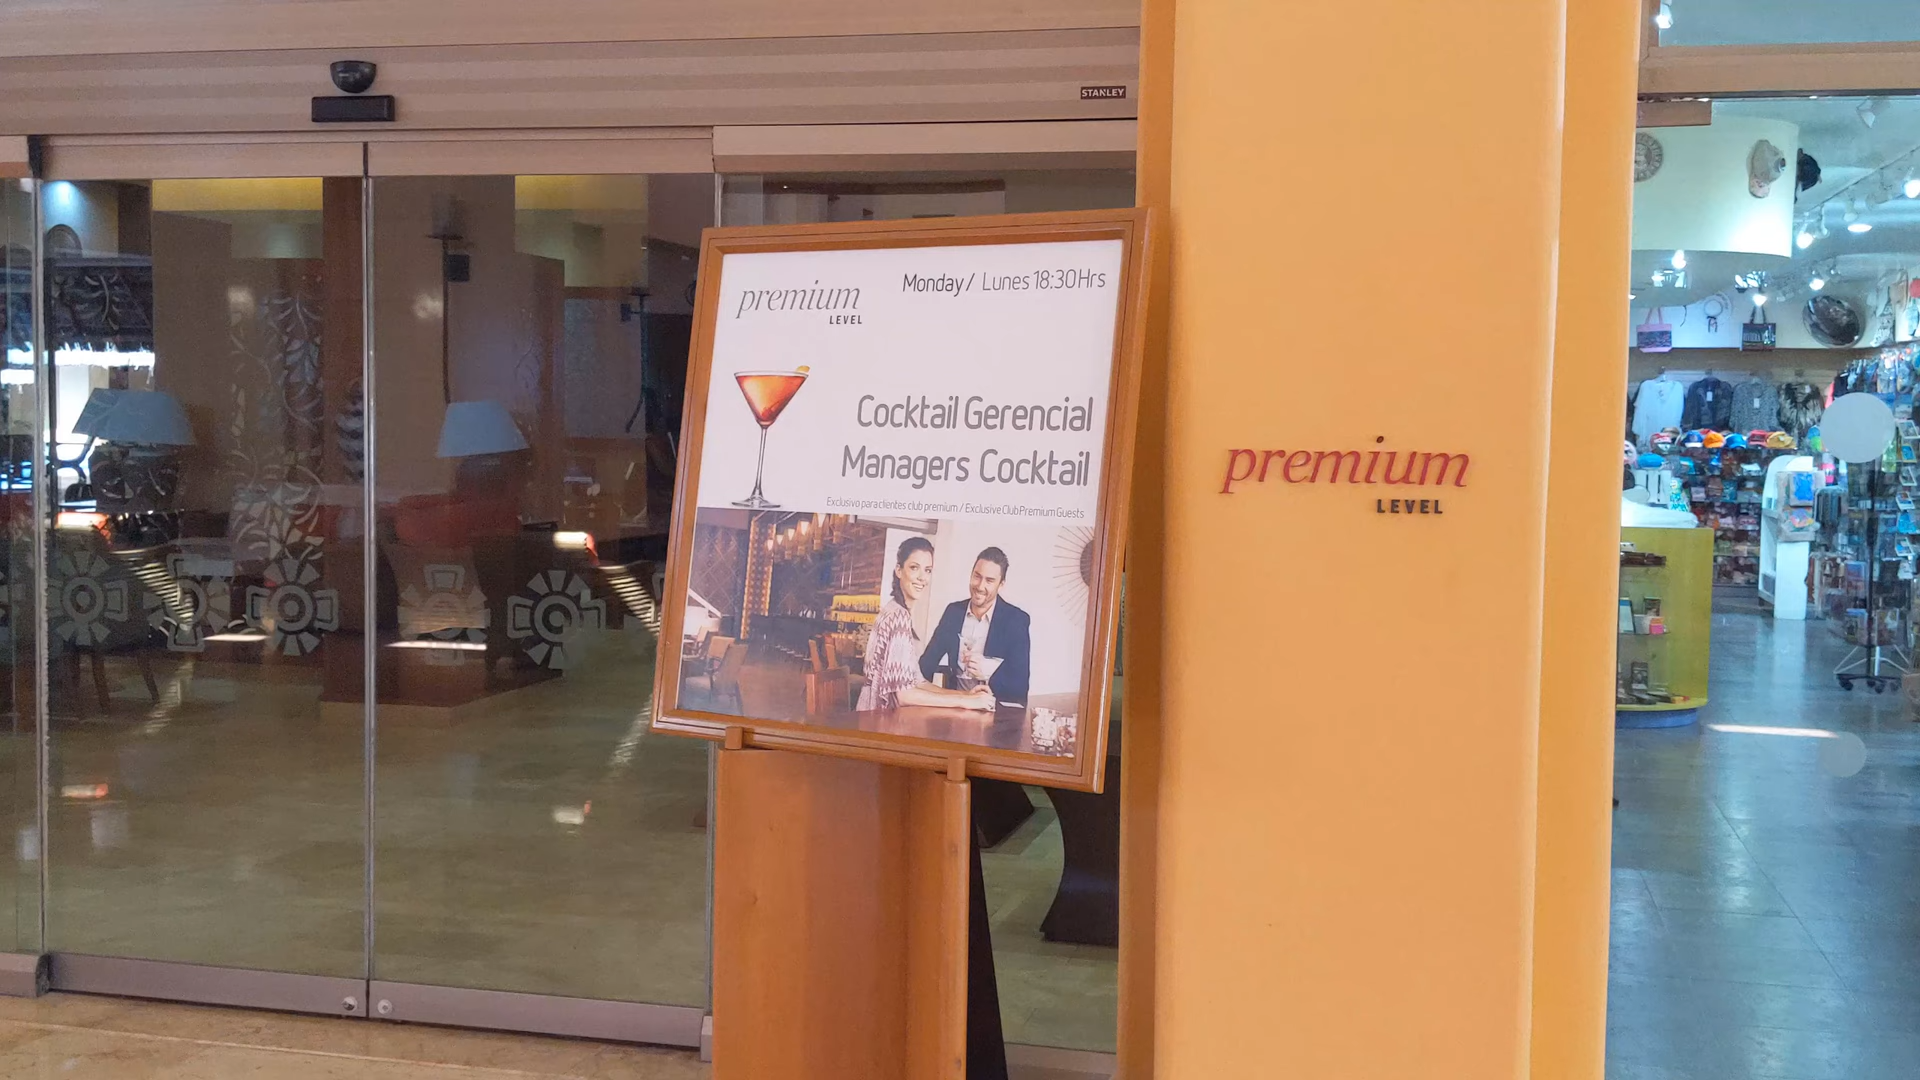 STANLEY
premium
LEVEL
Monday / Lunes 18:30 Hrs
Cocktail Gerencial
Managers Cocktail
Exclusivo para clientes club premium / Exclusive Club Premium Guests
premium
LEVEL